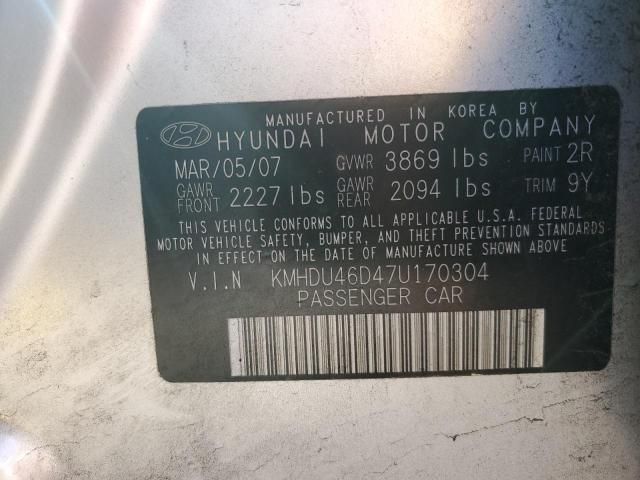 MANUFACTURED IN KOREA BY
HYUNDAI MOTOR COMPANY
MAR/05/07 GVWR 3869 lbs PAINT 2R
GAWR FRONT 2227 lbs GAWR REAR 2094 lbs TRIM 9Y
THIS VEHICLE CONFORMS TO ALL APPLICABLE U.S.A. FEDERAL
MOTOR VEHICLE SAFETY, BUMPER, AND THEFT PREVENTION STANDARDS
IN EFFECT ON THE DATE OF MANUFACTURE SHOWN ABOVE
V.I.N KMHDU46D47U170304
PASSENGER CAR